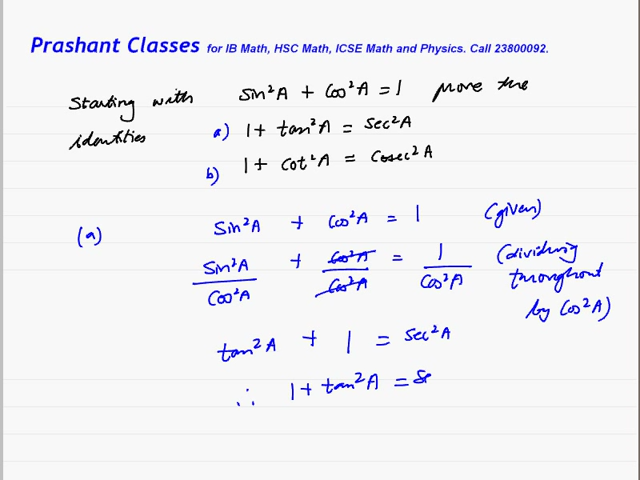 Prashant Classes for IB Math, HSC Math, ICSE Math and Physics. Call 23800092.
Starting with sin²A + cos²A = 1 prove the
identities a) 1 + tan²A = sec²A
b) 1 + cot²A = cosec²A
(a) sin²A + cos²A = 1 (given)
sin²A/cos²A + cos²A/cos²A = 1/cos²A (dividing throughout by cos²A)
tan²A + 1 = sec²A
∴ 1 + tan²A = se